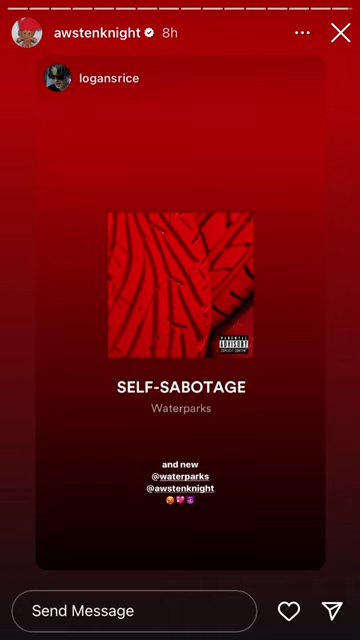 awstenknight 8h
logansrice
PARENTAL
ADVISORY
EXPLICIT CONTENT
SELF-SABOTAGE
Waterparks
and new
@waterparks
@awstenknight
Send Message